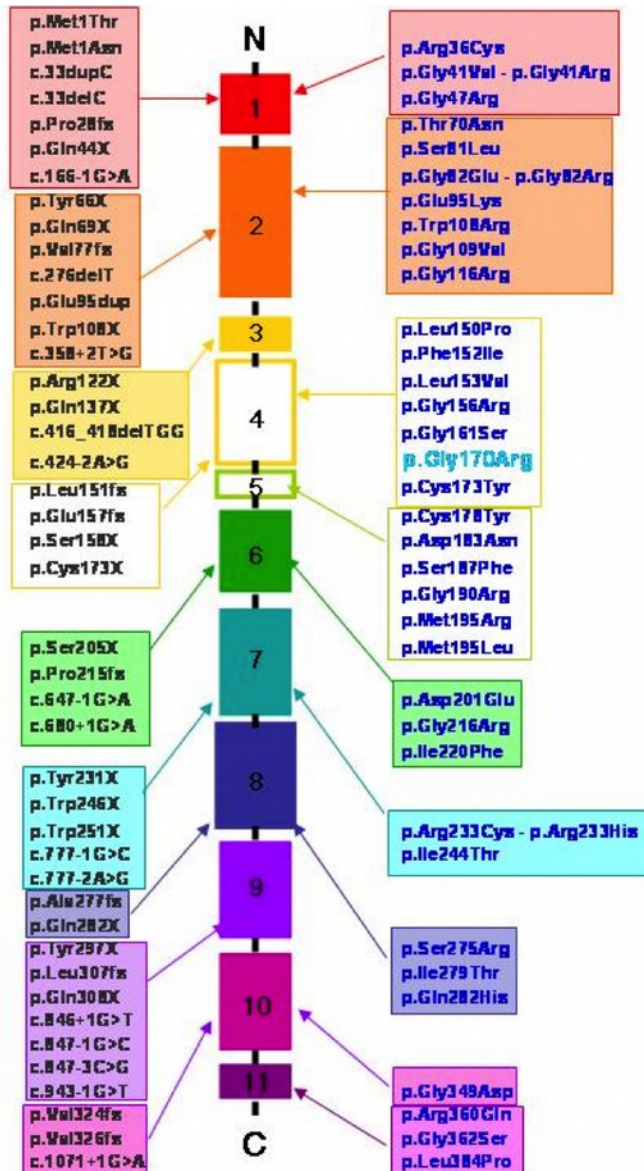 p.Met1Thr
p.Met1Asn
c.33dupC
c.33delC
p.Pro28fs
p.Gln44X
c.166-1G>A
p.Tyr66X
p.Gln69X
p.Val77fs
c.276delT
p.Glu95dup
p.Trp108X
c.358+2T>G
p.Arg122X
p.Gln137X
c.416_418delTGG
c.424-2A>G
p.Leu151fs
p.Glu157fs
p.Ser158X
p.Cys173X
p.Ser205X
p.Pro215fs
c.647-1G>A
c.680+1G>A
p.Tyr231X
p.Trp246X
p.Trp251X
c.777-1G>C
c.777-2A>G
p.Ala277fs
p.Gln282X
p.Tyr297X
p.Leu307fs
p.Gln308X
c.846+1G>T
c.847-1G>C
c.847-3C>G
c.943-1G>T
p.Val324fs
p.Val326fs
c.1071+1G>A
N
1
2
3
4
5
6
7
8
9
10
11
C
p.Arg36Cys
p.Gly41Val - p.Gly41Arg
p.Gly47Arg
p.Thr70Asn
p.Ser81Leu
p.Gly82Glu - p.Gly82Arg
p.Glu95Lys
p.Trp108Arg
p.Gly109Val
p.Gly116Arg
p.Leu150Pro
p.Phe152Ile
p.Leu153Val
p.Gly156Arg
p.Gly161Ser
p.Gly170Arg
p.Cys173Tyr
p.Cys178Tyr
p.Asp183Asn
p.Ser187Phe
p.Gly190Arg
p.Met195Arg
p.Met195Leu
p.Asp201Glu
p.Gly216Arg
p.Ile220Phe
p.Arg233Cys - p.Arg233His
p.Ile244Thr
p.Ser275Arg
p.Ile279Thr
p.Gln282His
p.Gly349Asp
p.Arg360Gln
p.Gly362Ser
p.Leu384Pro